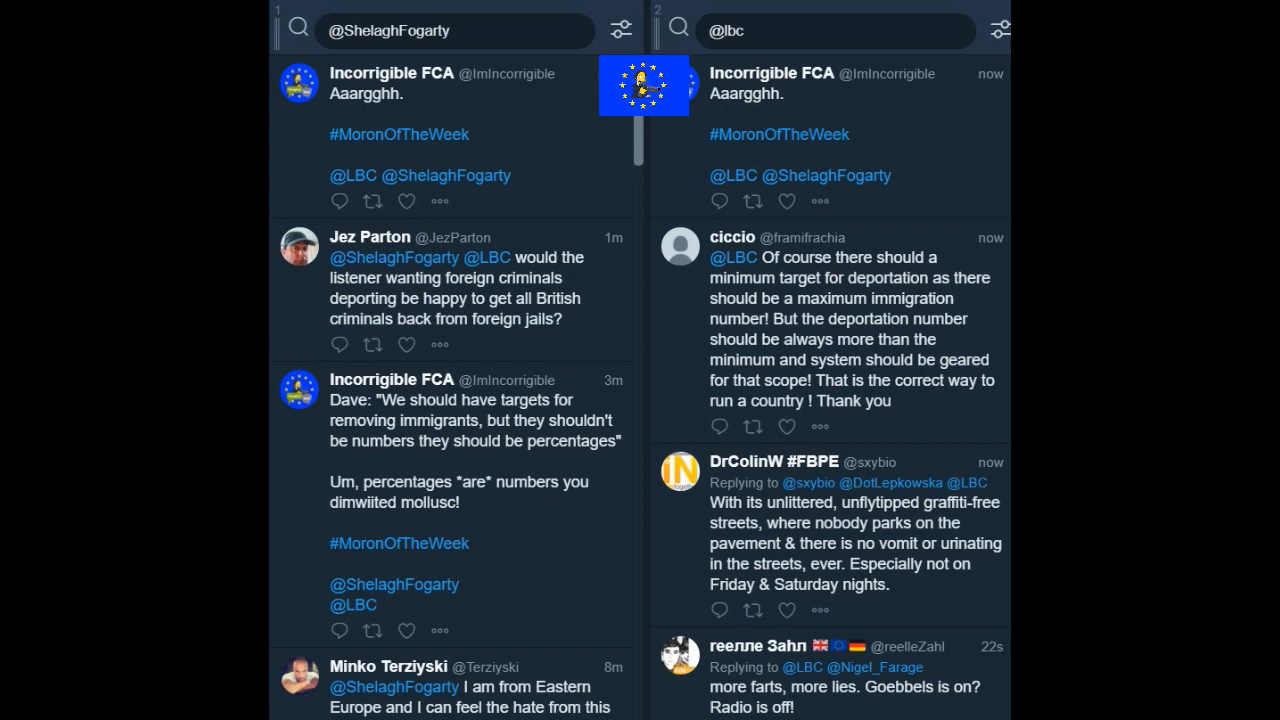 1
@ShelaghFogarty
Incorrigible FCA @ImIncorrigible
Aaargghh.
#MoronOfTheWeek
@LBC @ShelaghFogarty
Jez Parton @JezParton 1m
@ShelaghFogarty @LBC would the
listener wanting foreign criminals
deporting be happy to get all British
criminals back from foreign jails?
Incorrigible FCA @ImIncorrigible 3m
Dave: "We should have targets for
removing immigrants, but they shouldn't
be numbers they should be percentages"
Um, percentages *are* numbers you
dimwiited mollusc!
#MoronOfTheWeek
@ShelaghFogarty
@LBC
Minko Terziyski @Terziyski 8m
@ShelaghFogarty I am from Eastern
Europe and I can feel the hate from this
2
@lbc
Incorrigible FCA @ImIncorrigible now
Aaargghh.
#MoronOfTheWeek
@LBC @ShelaghFogarty
ciccio @framifrachia now
@LBC Of course there should a
minimum target for deportation as there
should be a maximum immigration
number! But the deportation number
should be always more than the
minimum and system should be geared
for that scope! That is the correct way to
run a country ! Thank you
DrColinW #FBPE @sxybio now
Replying to @sxybio @DotLepkowska @LBC
With its unlittered, unflytipped graffiti-free
streets, where nobody parks on the
pavement & there is no vomit or urinating
in the streets, ever. Especially not on
Friday & Saturday nights.
reелле Заhл 🇬🇧🇪🇺🇩🇪 @reelleZahl 22s
Replying to @LBC @Nigel_Farage
more farts, more lies. Goebbels is on?
Radio is off!